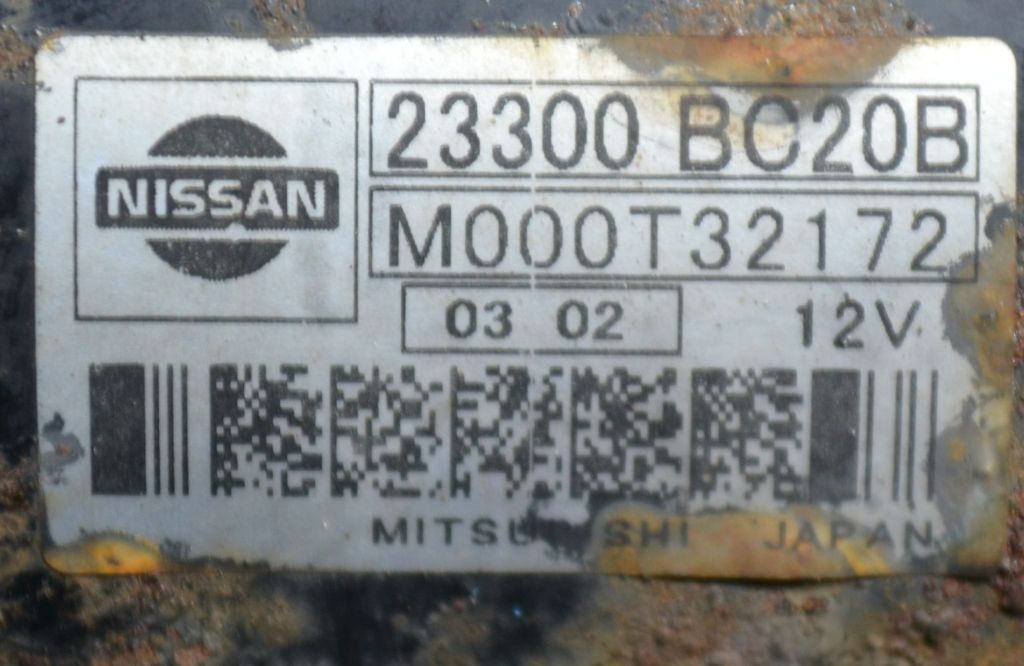 NISSAN
23300 BC20B
M000T32172
03 02 12V
JAPAN